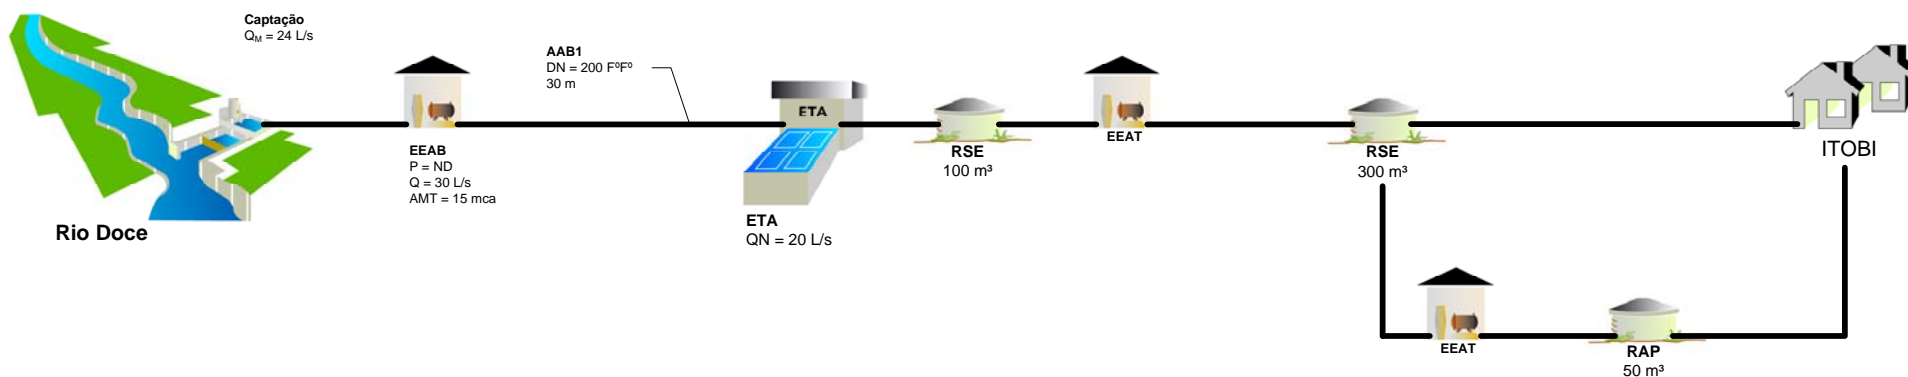 Captação
QM = 24 L/s
Rio Doce
EEAB
P = ND
Q = 30 L/s
AMT = 15 mca
AAB1
DN = 200 FºFº
30 m
ETA
ETA
QN = 20 L/s
RSE
100 m³
EEAT
RSE
300 m³
ITOBI
EEAT
RAP
50 m³